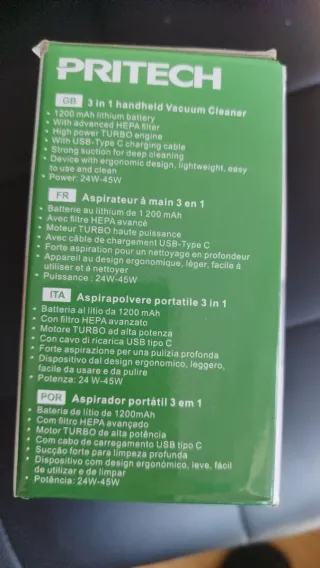 PRITECH
GB 3 in 1 handheld Vacuum Cleaner
• 1200 mAh lithium battery
• With advanced HEPA filter
• High power TURBO engine
• With USB-Type C charging cable
• Strong suction for deep cleaning
• Device with ergonomic design, lightweight, easy
to use and clean
• Power: 24W-45W
FR Aspirateur à main 3 en 1
• Batterie au lithium de 1 200 mAh
• Avec filtre HEPA avancé
• Moteur TURBO haute puissance
• Avec câble de chargement USB-Type C
• Forte aspiration pour un nettoyage en profondeur
• Appareil au design ergonomique, léger, facile à
utiliser et à nettoyer
• Puissance : 24W-45W
ITA Aspirapolvere portatile 3 in 1
• Batteria al litio da 1200 mAh
• Con filtro HEPA avanzato
• Motore TURBO ad alta potenza
• Con cavo di ricarica USB tipo C
• Forte aspirazione per una pulizia profonda
• Dispositivo dal design ergonomico, leggero,
facile da usare e da pulire
• Potenza: 24 W-45W
POR Aspirador portátil 3 em 1
• Bateria de lítio de 1200mAh
• Com filtro HEPA avançado
• Motor TURBO de alta potência
• Com cabo de carregamento USB tipo C
• Sucção forte para limpeza profunda
• Dispositivo com design ergonómico, leve, fácil
de utilizar e de limpar
• Potência: 24W-45W